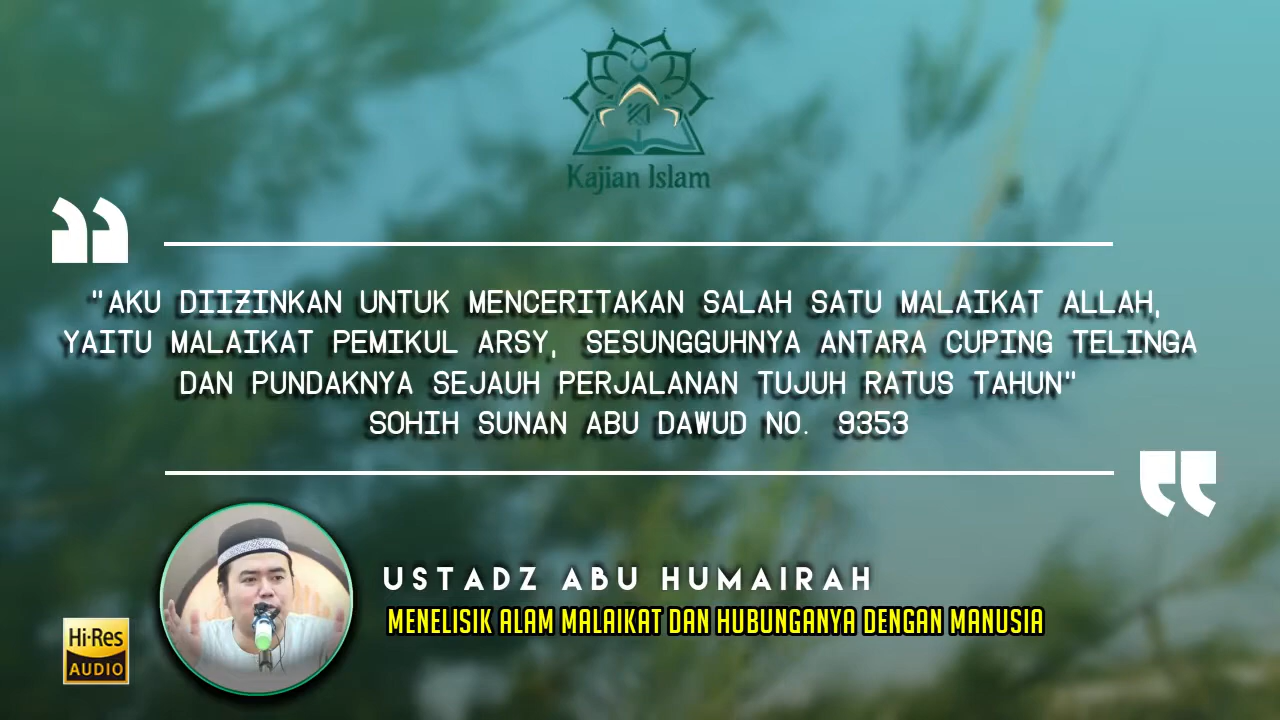 Kajian Islam
"AKU DIIZINKAN UNTUK MENCERITAKAN SALAH SATU MALAIKAT ALLAH,
YAITU MALAIKAT PEMIKUL ARSY, SESUNGGUHNYA ANTARA CUPING TELINGA
DAN PUNDAKNYA SEJAUH PERJALANAN TUJUH RATUS TAHUN"
SOHIH SUNAN ABU DAWUD NO. 9353
USTADZ ABU HUMAIRAH
MENELISIK ALAM MALAIKAT DAN HUBUNGANYA DENGAN MANUSIA
Hi-Res
AUDIO